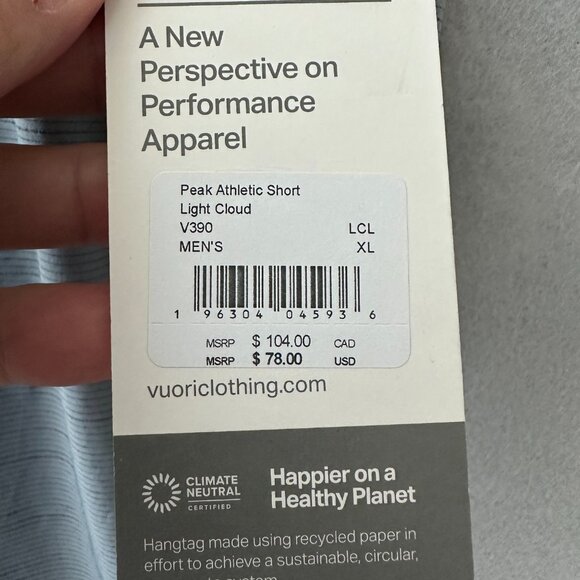 A New
Perspective on
Performance
Apparel
Peak Athletic Short
Light Cloud
V390 LCL
MEN'S XL
1 96304 04593 6
MSRP $ 104.00 CAD
MSRP $ 78.00 USD
vuoriclothing.com
CLIMATE
NEUTRAL
CERTIFIED
Happier on a
Healthy Planet
Hangtag made using recycled paper in
effort to achieve a sustainable, circular,
system